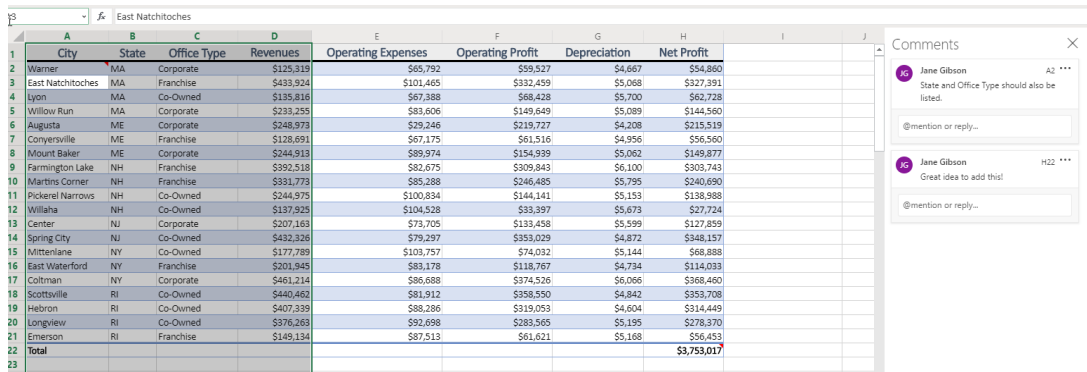 fx East Natchitoches
A B C D E F G H I J
1 City State Office Type Revenues Operating Expenses Operating Profit Depreciation Net Profit
2 Warner MA Corporate $125,319 $65,792 $59,527 $4,667 $54,860
3 East Natchitoches MA Franchise $433,924 $101,465 $332,459 $5,068 $327,391
4 Lyon MA Co-Owned $135,816 $67,388 $68,428 $5,700 $62,728
5 Willow Run MA Corporate $233,255 $83,606 $149,649 $5,089 $144,560
6 Augusta ME Corporate $248,973 $29,246 $219,727 $4,208 $215,519
7 Conyersville ME Franchise $128,691 $67,175 $61,516 $4,956 $56,560
8 Mount Baker ME Corporate $244,913 $89,974 $154,939 $5,062 $149,877
9 Farmington Lake NH Franchise $392,518 $82,675 $309,843 $6,100 $303,743
10 Martins Corner NH Franchise $331,773 $85,288 $246,485 $5,795 $240,690
11 Pickerel Narrows NH Co-Owned $244,975 $100,834 $144,141 $5,153 $138,988
12 Willaha NH Co-Owned $137,925 $104,528 $33,397 $5,673 $27,724
13 Center NJ Corporate $207,163 $73,705 $133,458 $5,599 $127,859
14 Spring City NJ Co-Owned $432,326 $79,297 $353,029 $4,872 $348,157
15 Mittenlane NY Co-Owned $177,789 $103,757 $74,032 $5,144 $68,888
16 East Waterford NY Franchise $201,945 $83,178 $118,767 $4,734 $114,033
17 Coltman NY Corporate $461,214 $86,688 $374,526 $6,066 $368,460
18 Scottsville RI Co-Owned $440,462 $81,912 $358,550 $4,842 $353,708
19 Hebron RI Co-Owned $407,339 $88,286 $319,053 $4,604 $314,449
20 Longview RI Co-Owned $376,263 $92,698 $283,565 $5,195 $278,370
21 Emerson RI Franchise $149,134 $87,513 $61,621 $5,168 $56,453
22 Total $3,753,017
23
Comments
JG Jane Gibson A2
State and Office Type should also be
listed.
@mention or reply...
JG Jane Gibson H22
Great idea to add this!
@mention or reply...